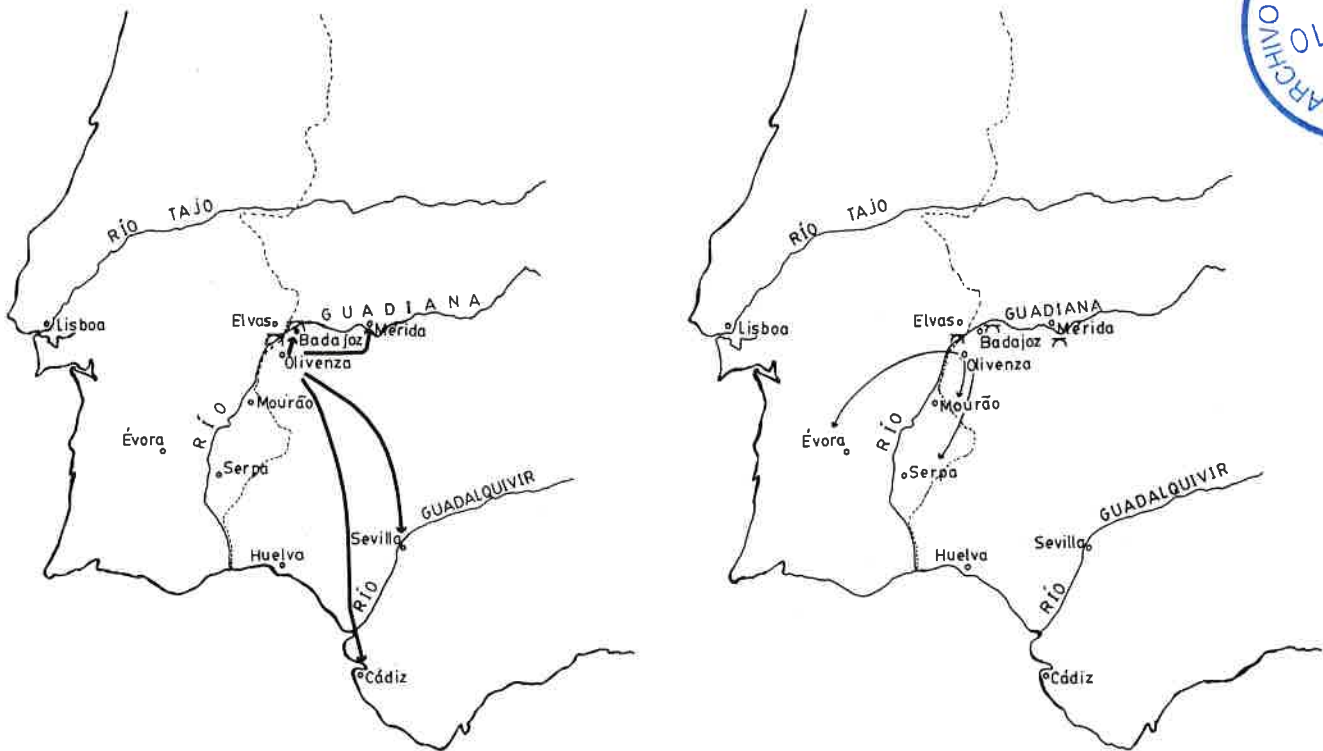 RÍO TAJO
GUADIANA
Elvas
Lisboa
Mérida
Badajoz
Olivenza
Mourão
RÍO
Évora
Serpa
GUADALQUIVIR
Sevilla
Huelva
RÍO
Cádiz
ARCHIVO
10
RÍO TAJO
GUADIANA
Elvas
Lisboa
Mérida
Badajoz
Olivenza
Mourão
RÍO
Évora
Serpa
GUADALQUIVIR
Sevilla
Huelva
RÍO
Cádiz